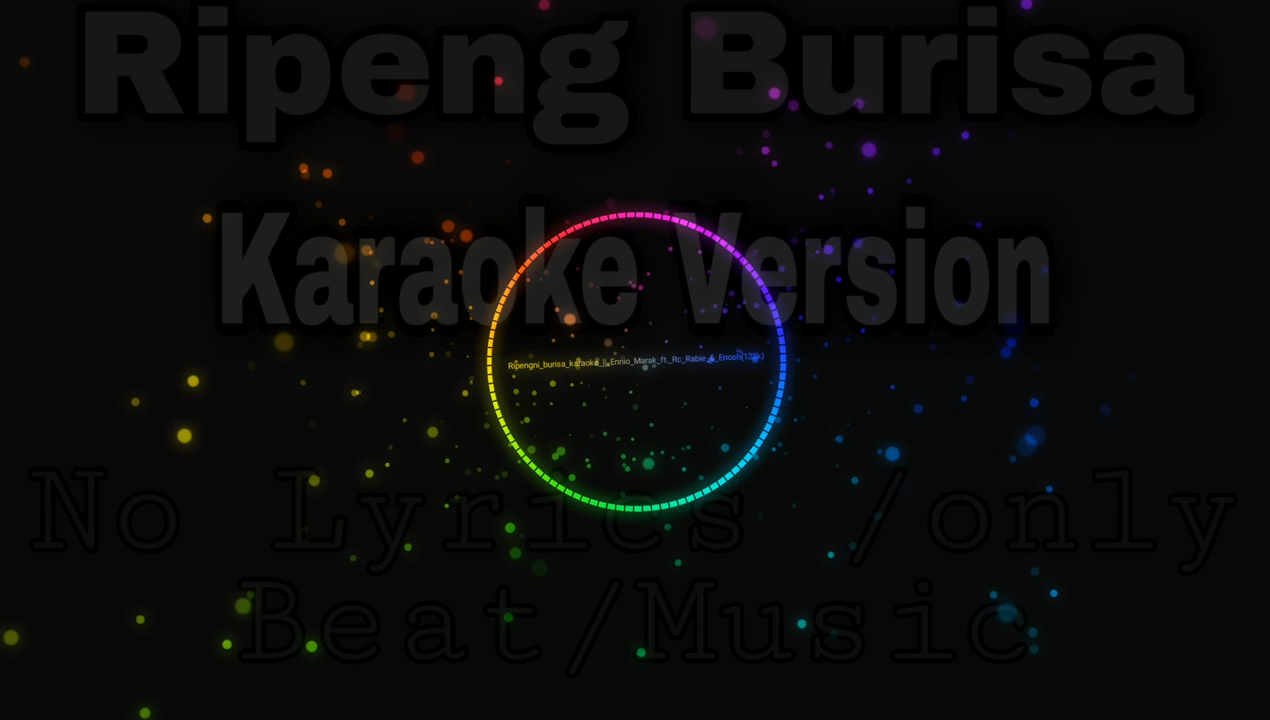 Ripeng Burisa
Karaoke Version
Ripengni_burisa_karaoke_||_Ennio_Marak_ft._Rc_Rabie_&_Enosh(128k)
No Lyrics /only
Beat/Music